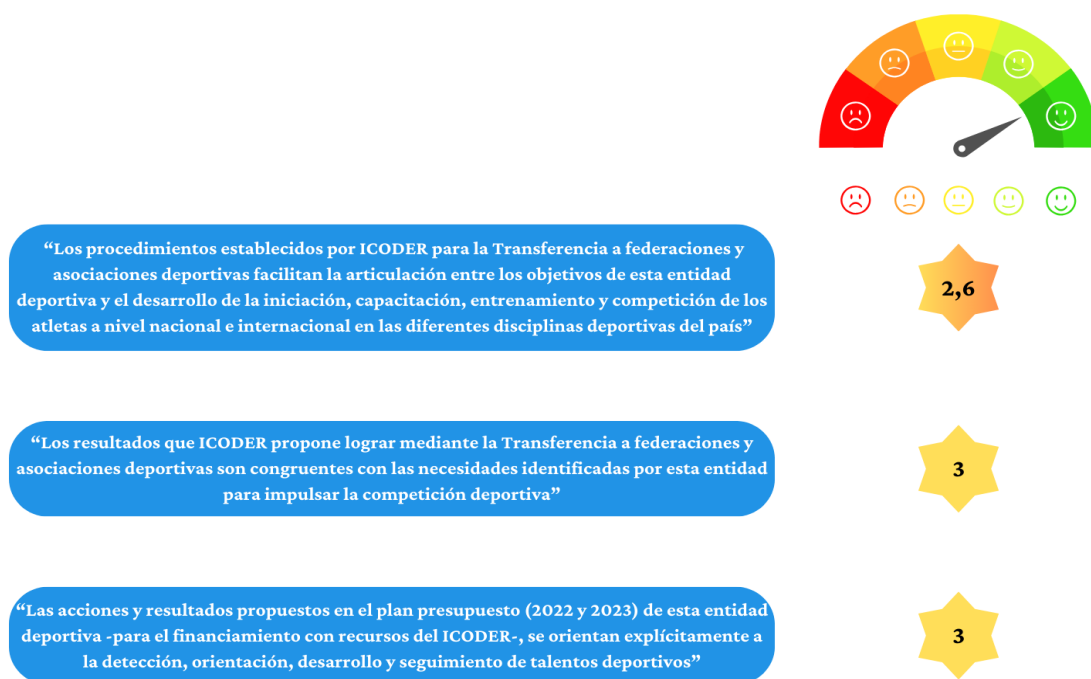 “Los procedimientos establecidos por ICODER para la Transferencia a federaciones y
asociaciones deportivas facilitan la articulación entre los objetivos de esta entidad
deportiva y el desarrollo de la iniciación, capacitación, entrenamiento y competición de los
atletas a nivel nacional e internacional en las diferentes disciplinas deportivas del país”
2,6
“Los resultados que ICODER propone lograr mediante la Transferencia a federaciones y
asociaciones deportivas son congruentes con las necesidades identificadas por esta entidad
para impulsar la competición deportiva”
3
“Las acciones y resultados propuestos en el plan presupuesto (2022 y 2023) de esta entidad
deportiva -para el financiamiento con recursos del ICODER-, se orientan explícitamente a
la detección, orientación, desarrollo y seguimiento de talentos deportivos”
3